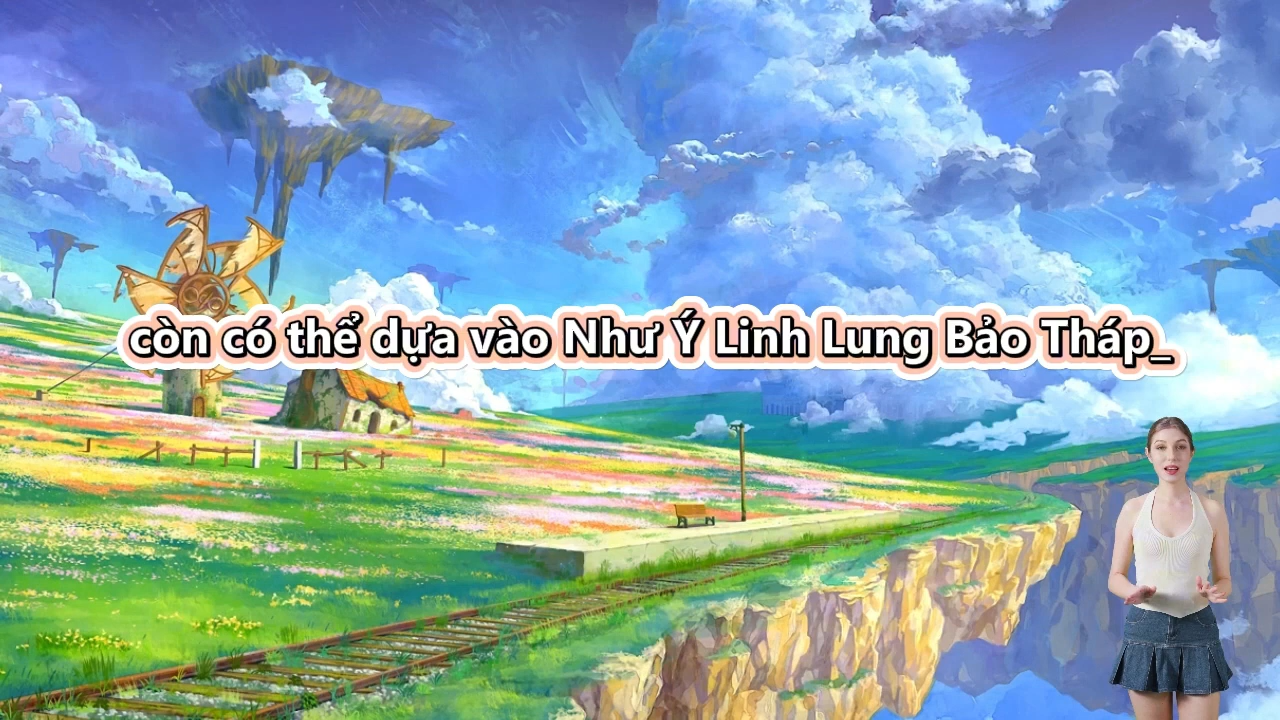 còn có thể dựa vào Như Ý Linh Lung Bảo Tháp_